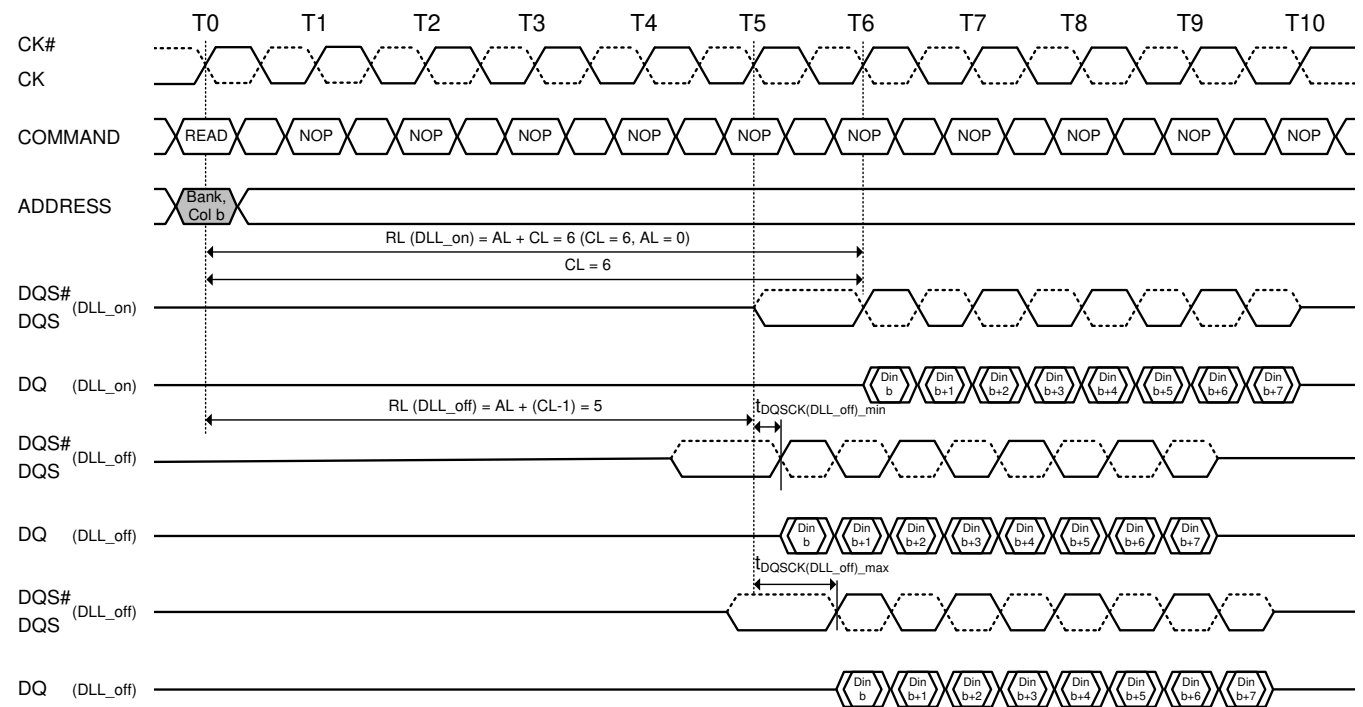 T0 T1 T2 T3 T4 T5 T6 T7 T8 T9 T10
CK#
CK
COMMAND READ NOP NOP NOP NOP NOP NOP NOP NOP NOP NOP
ADDRESS Bank,
Col b
RL (DLL_on) = AL + CL = 6 (CL = 6, AL = 0)
CL = 6
DQS# (DLL_on)
DQS
DQ (DLL_on) Din b Din b+1 Din b+2 Din b+3 Din b+4 Din b+5 Din b+6 Din b+7
RL (DLL_off) = AL + (CL-1) = 5 tDQSCK(DLL_off)_min
DQS# (DLL_off)
DQS
DQ (DLL_off) Din b Din b+1 Din b+2 Din b+3 Din b+4 Din b+5 Din b+6 Din b+7
tDQSCK(DLL_off)_max
DQS# (DLL_off)
DQS
DQ (DLL_off) Din b Din b+1 Din b+2 Din b+3 Din b+4 Din b+5 Din b+6 Din b+7